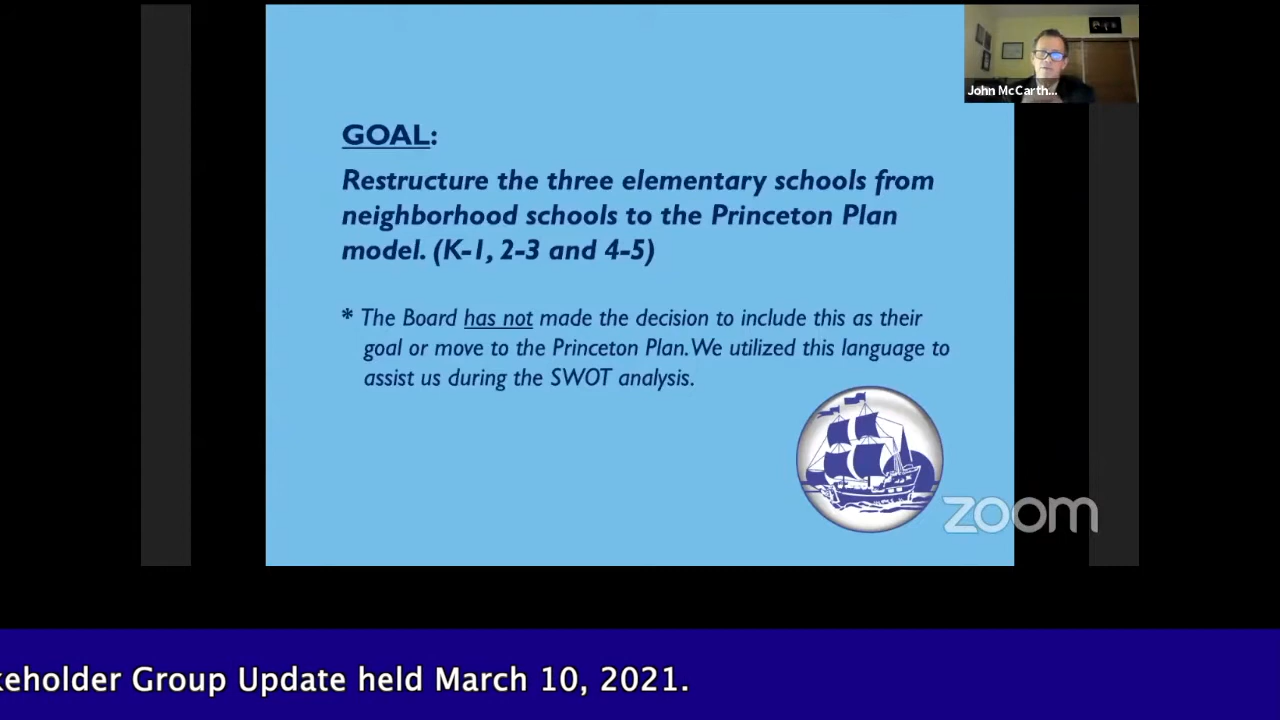 John McCarth...
GOAL:
Restructure the three elementary schools from
neighborhood schools to the Princeton Plan
model. (K-1, 2-3 and 4-5)
* The Board has not made the decision to include this as their
goal or move to the Princeton Plan. We utilized this language to
assist us during the SWOT analysis.
zoom
keholder Group Update held March 10, 2021.